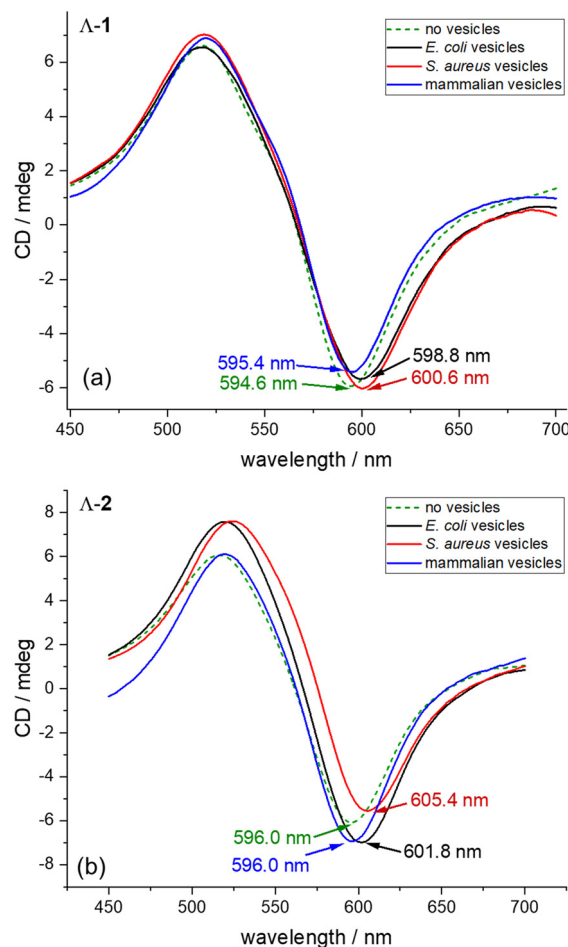 Λ-1
no vesicles
E. coli vesicles
S. aureus vesicles
mammalian vesicles
6
4
2
0
-2
-4
-6
CD / mdeg
595.4 nm
598.8 nm
594.6 nm
600.6 nm
(a)
450 500 550 600 650 700
wavelength / nm
Λ-2
no vesicles
E. coli vesicles
S. aureus vesicles
mammalian vesicles
8
6
4
2
0
-2
-4
-6
-8
CD / mdeg
605.4 nm
596.0 nm
596.0 nm
601.8 nm
(b)
450 500 550 600 650 700
wavelength / nm